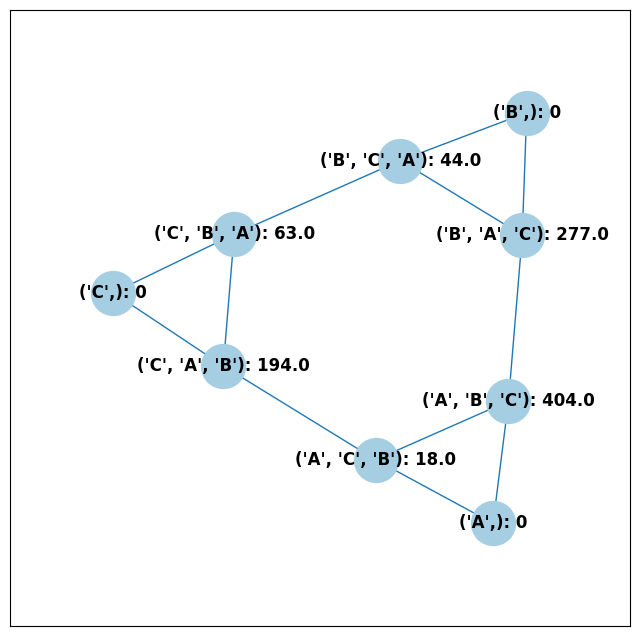 ('B',): 0
('B', 'C', 'A'): 44.0
('C', 'B', 'A'): 63.0
('B', 'A', 'C'): 277.0
('C',): 0
('C', 'A', 'B'): 194.0
('A', 'B', 'C'): 404.0
('A', 'C', 'B'): 18.0
('A',): 0